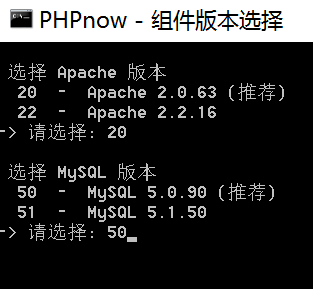 PHPnow - 组件版本选择
选择 Apache 版本
20 - Apache 2.0.63 (推荐)
22 - Apache 2.2.16
-> 请选择: 20
选择 MySQL 版本
50 - MySQL 5.0.90 (推荐)
51 - MySQL 5.1.50
-> 请选择: 50_